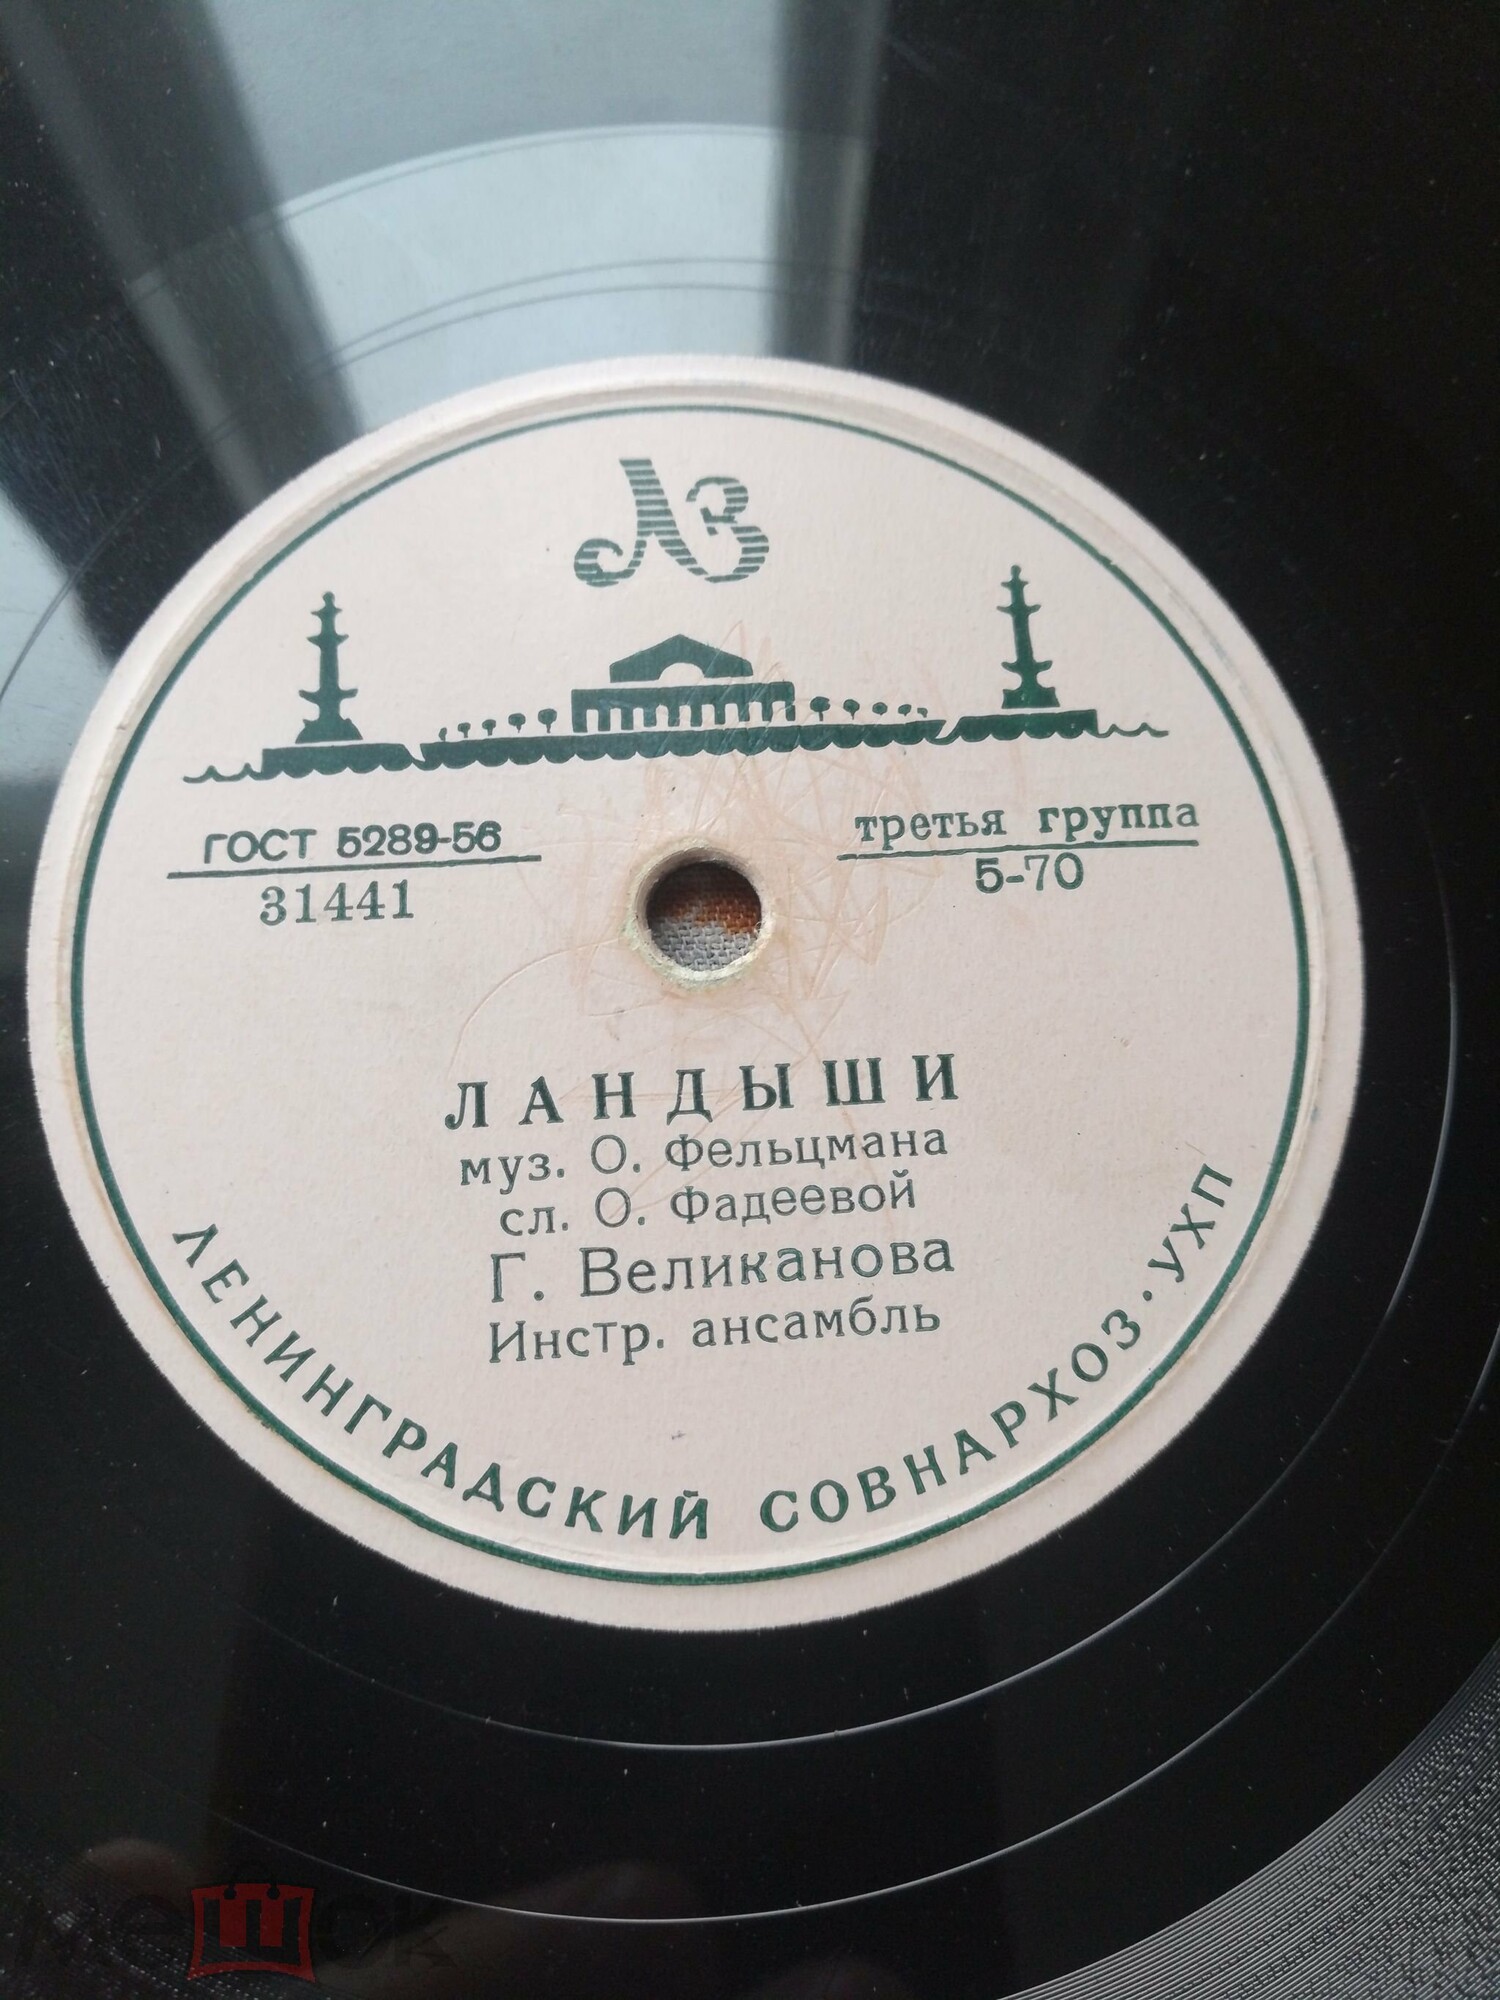 ЛЗ
ГОСТ 5289-56
31441
третья группа
5-70
ЛАНДЫШИ
муз. О. Фельцмана
сл. О. Фадеевой
Г. Великанова
Инстр. ансамбль
ЛЕНИНГРАДСКИЙ СОВНАРХОЗ·УХП
мешок